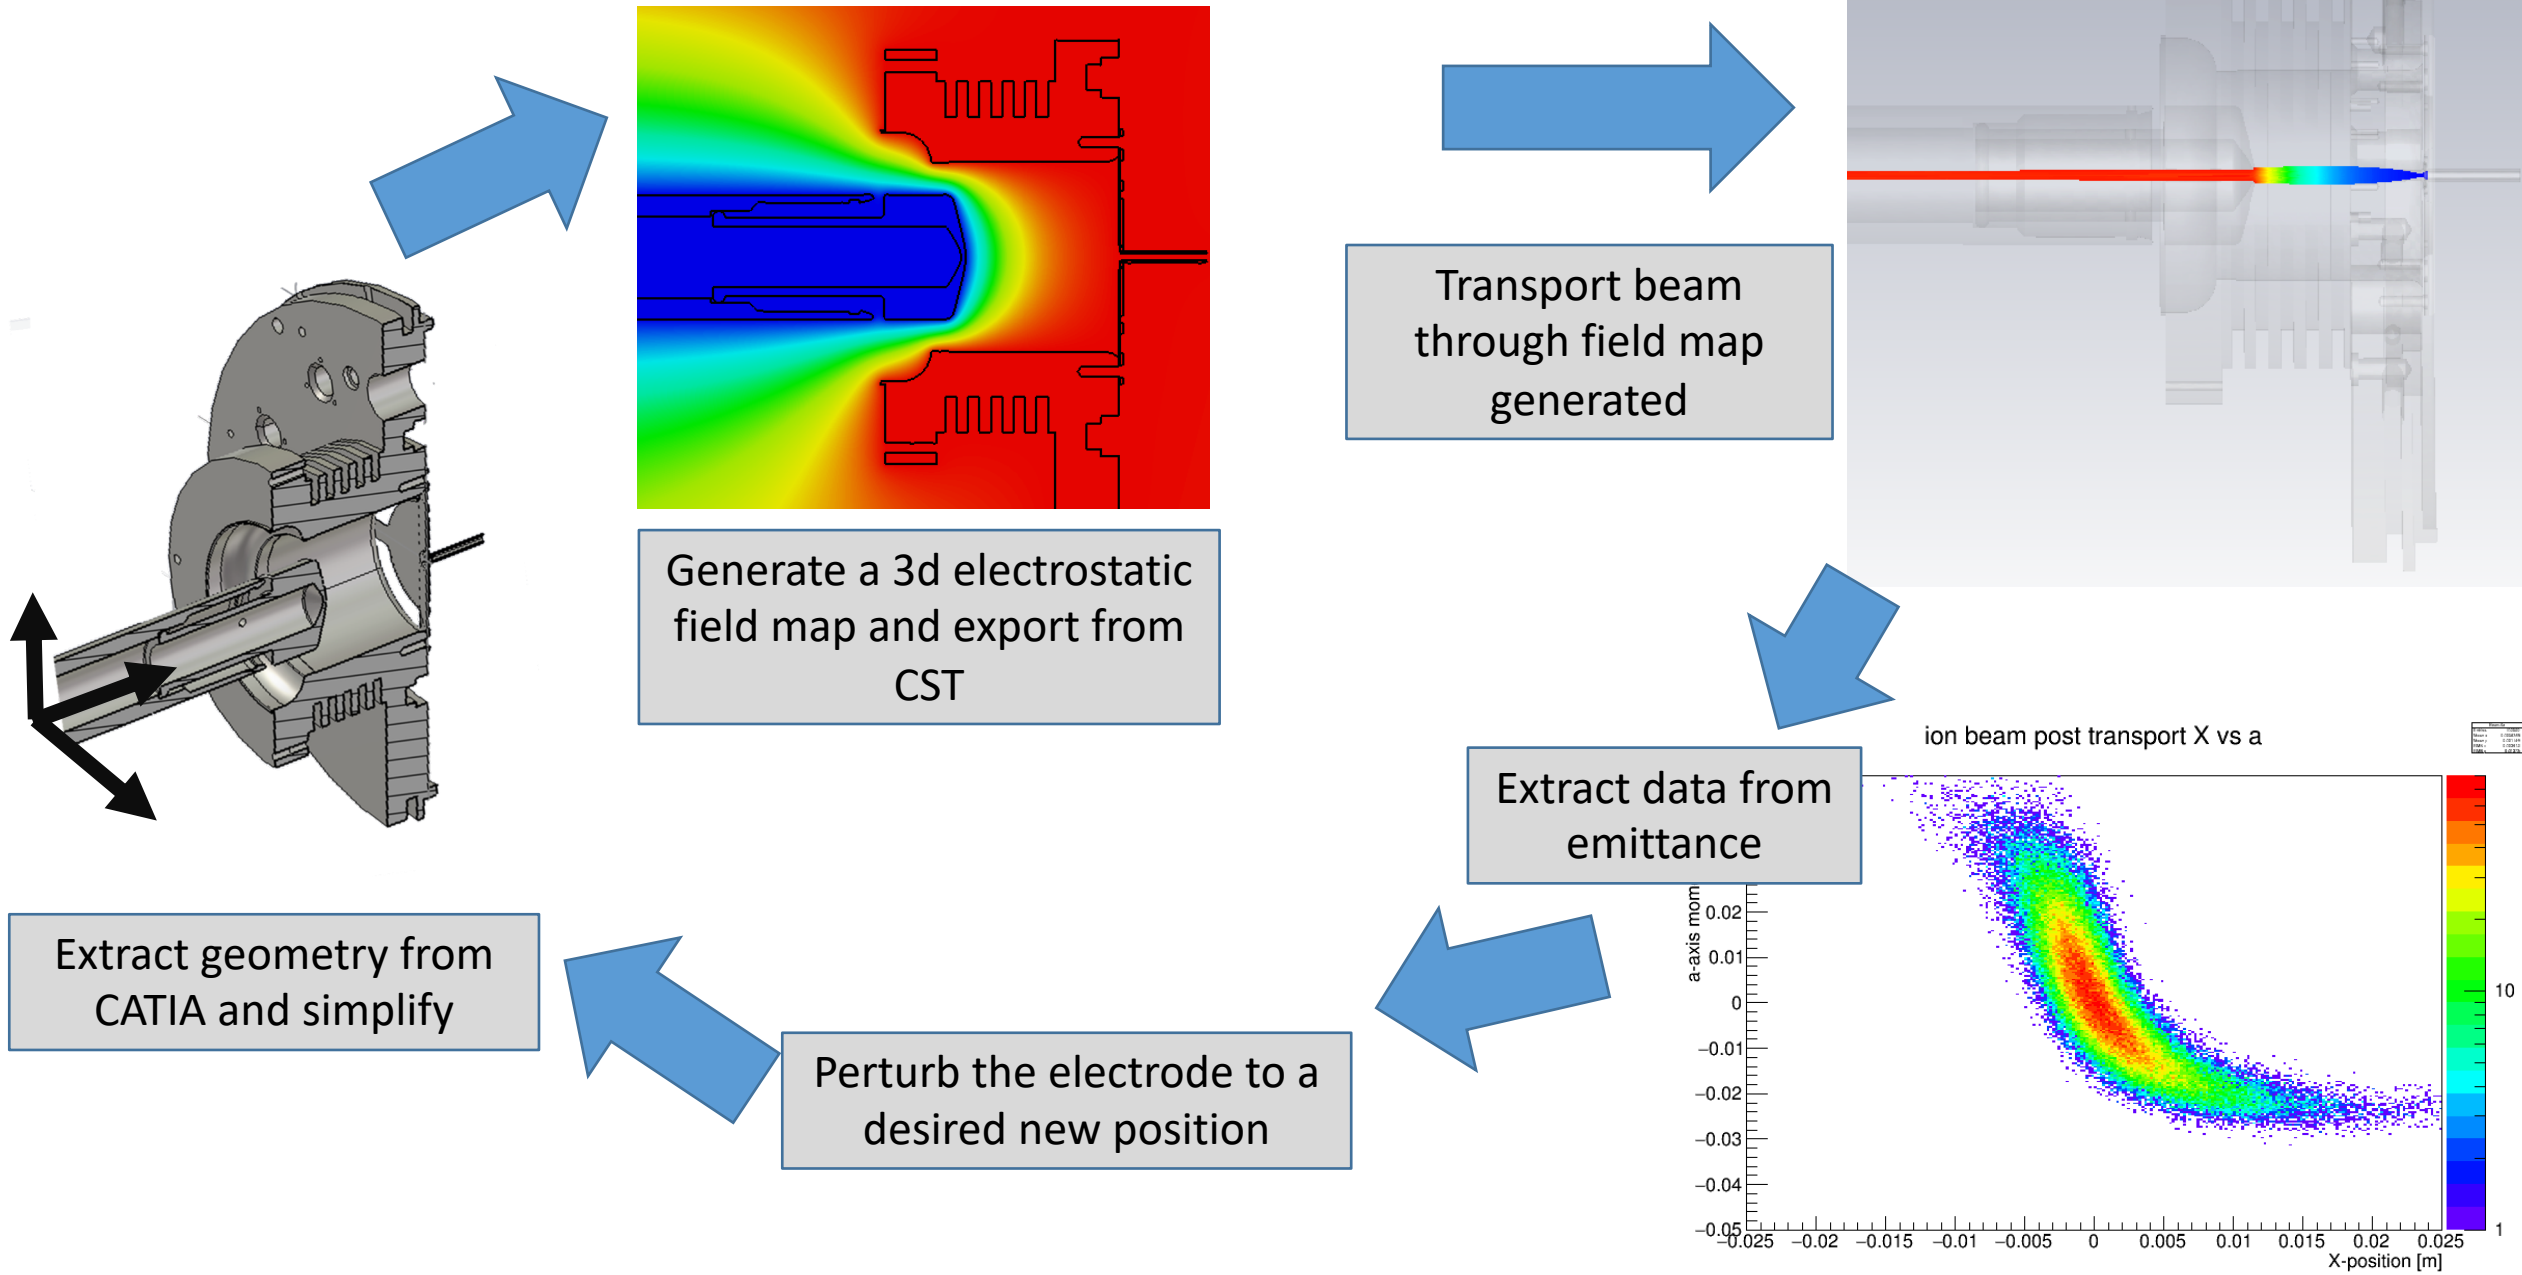 Generate a 3d electrostatic
field map and export from
CST
Transport beam
through field map
generated
Extract data from
emittance
Perturb the electrode to a
desired new position
Extract geometry from
CATIA and simplify
ion beam post transport X vs a
a-axis mom
0.02
0.01
0
−0.01
−0.02
−0.03
−0.04
−0.05
−0.025 −0.02 −0.015 −0.01 −0.005 0 0.005 0.01 0.015 0.02 0.025
X-position [m]
10
1